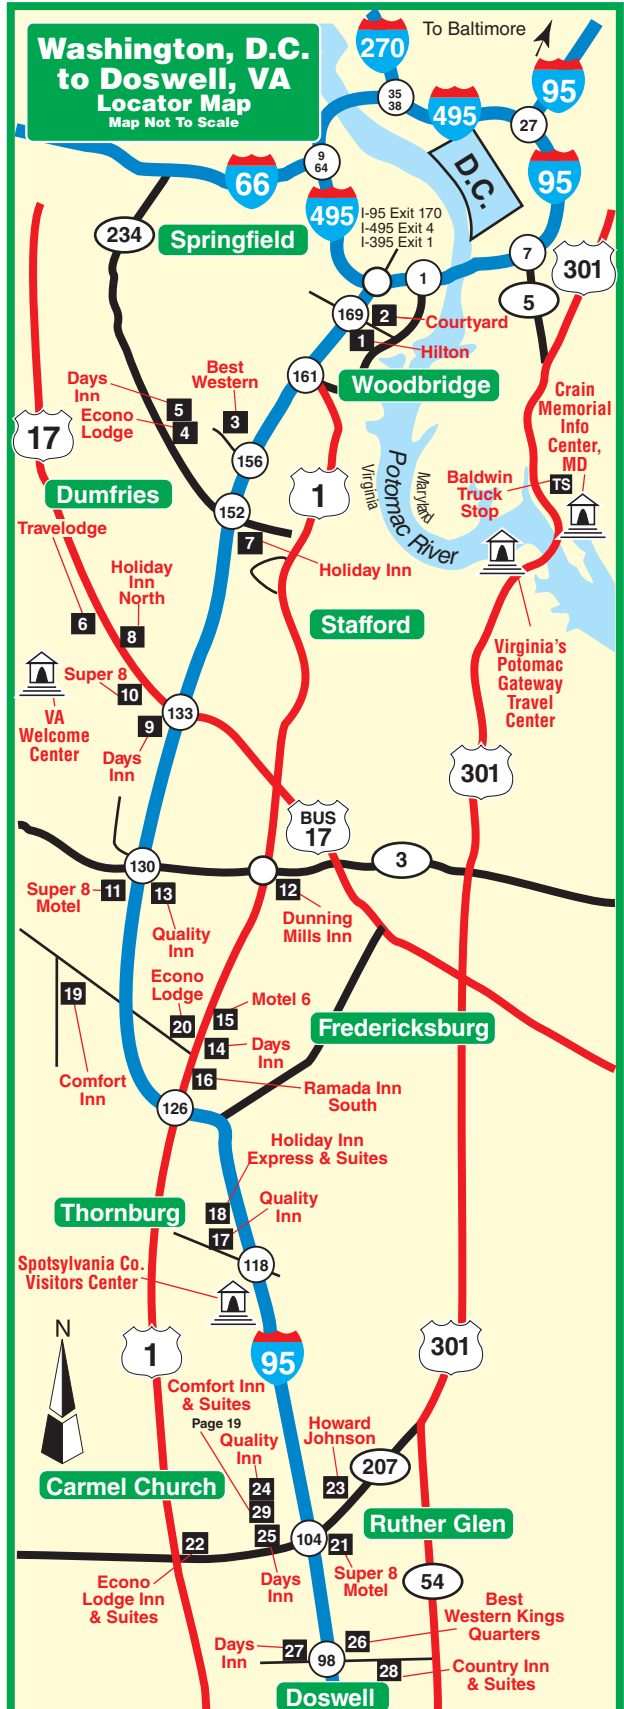 Washington, D.C.
to Doswell, VA
Locator Map
Map Not To Scale
To Baltimore
270
35
38
495
95
27
9
64
66
D.C.
95
495
I-95 Exit 170
I-495 Exit 4
I-395 Exit 1
234
Springfield
7
301
1
5
169
2
Courtyard
1
Hilton
Best
Western
161
Woodbridge
Days
Inn
5
Econo
Lodge
4
3
Crain
Memorial
Info
Center,
MD
17
156
Potomac River
Maryland
Virginia
Baldwin
Truck
Stop
TS
Dumfries
1
152
Travelodge
7
Holiday Inn
Holiday
Inn
North
6
8
Stafford
Virginia's
Potomac
Gateway
Travel
Center
Super 8
10
VA
Welcome
Center
133
9
Days
Inn
301
BUS
17
130
3
Super 8
Motel
11
13
12
Quality
Inn
Dunning
Mills Inn
Econo
Lodge
19
Motel 6
20
15
Fredericksburg
14
Days
Inn
Comfort
Inn
16
Ramada Inn
South
126
Holiday Inn
Express & Suites
Thornburg
18
Quality
Inn
17
118
Spotsylvania Co.
Visitors Center
N
1
95
301
Comfort Inn
& Suites
Page 19
Quality
Inn
Howard
Johnson
207
Carmel Church
24
23
29
Ruther Glen
22
25
104
21
Econo
Lodge Inn
& Suites
Days
Inn
Super 8
Motel
54
Best
Western Kings
Quarters
Days
Inn
27
26
98
28
Country Inn
& Suites
Doswell